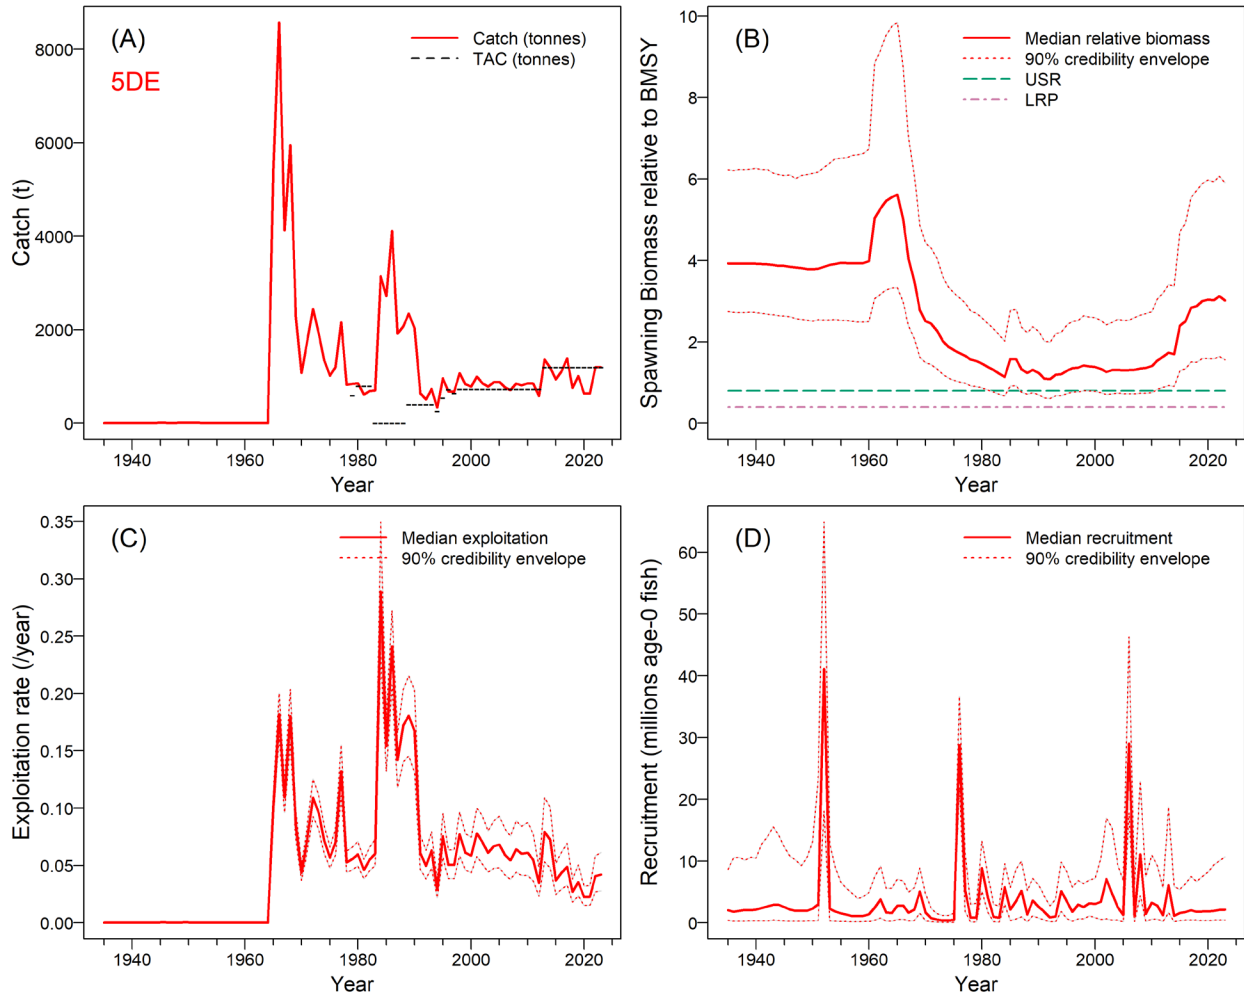 (A)
5DE
Catch (tonnes)
TAC (tonnes)
Catch (t)
8000
6000
4000
2000
0
1940
1960
1980
2000
2020
Year
(B)
Median relative biomass
90% credibility envelope
USR
LRP
Spawning Biomass relative to BMSY
10
8
6
4
2
0
1940
1960
1980
2000
2020
Year
(C)
Median exploitation
90% credibility envelope
Exploitation rate (/year)
0.35
0.30
0.25
0.20
0.15
0.10
0.05
0.00
1940
1960
1980
2000
2020
Year
(D)
Median recruitment
90% credibility envelope
Recruitment (millions age-0 fish)
60
50
40
30
20
10
0
1940
1960
1980
2000
2020
Year